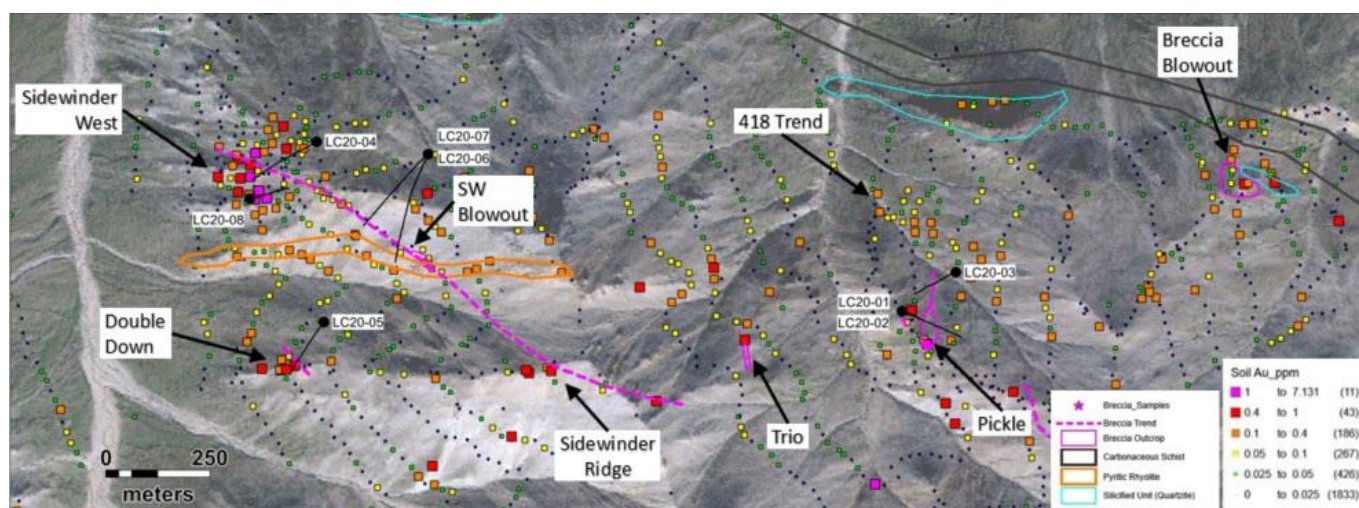 Breccia
Blowout
Sidewinder
West
LC20-04
LC20-07
LC20-06
418 Trend
SW
Blowout
LC20-08
LC20-03
LC20-01
LC20-02
Double
Down
LC20-05
Sidewinder
Ridge
Trio
Pickle
0 250
meters
Breccia_Samples
Breccia Trend
Breccia Outcrop
Carbonaceous Schist
Pyritic Rhyolite
Silicified Unit (Quartzite)
Soil Au_ppm
1 to 7.131 (11)
0.4 to 1 (43)
0.1 to 0.4 (186)
0.05 to 0.1 (267)
0.025 to 0.05 (426)
0 to 0.025 (1833)